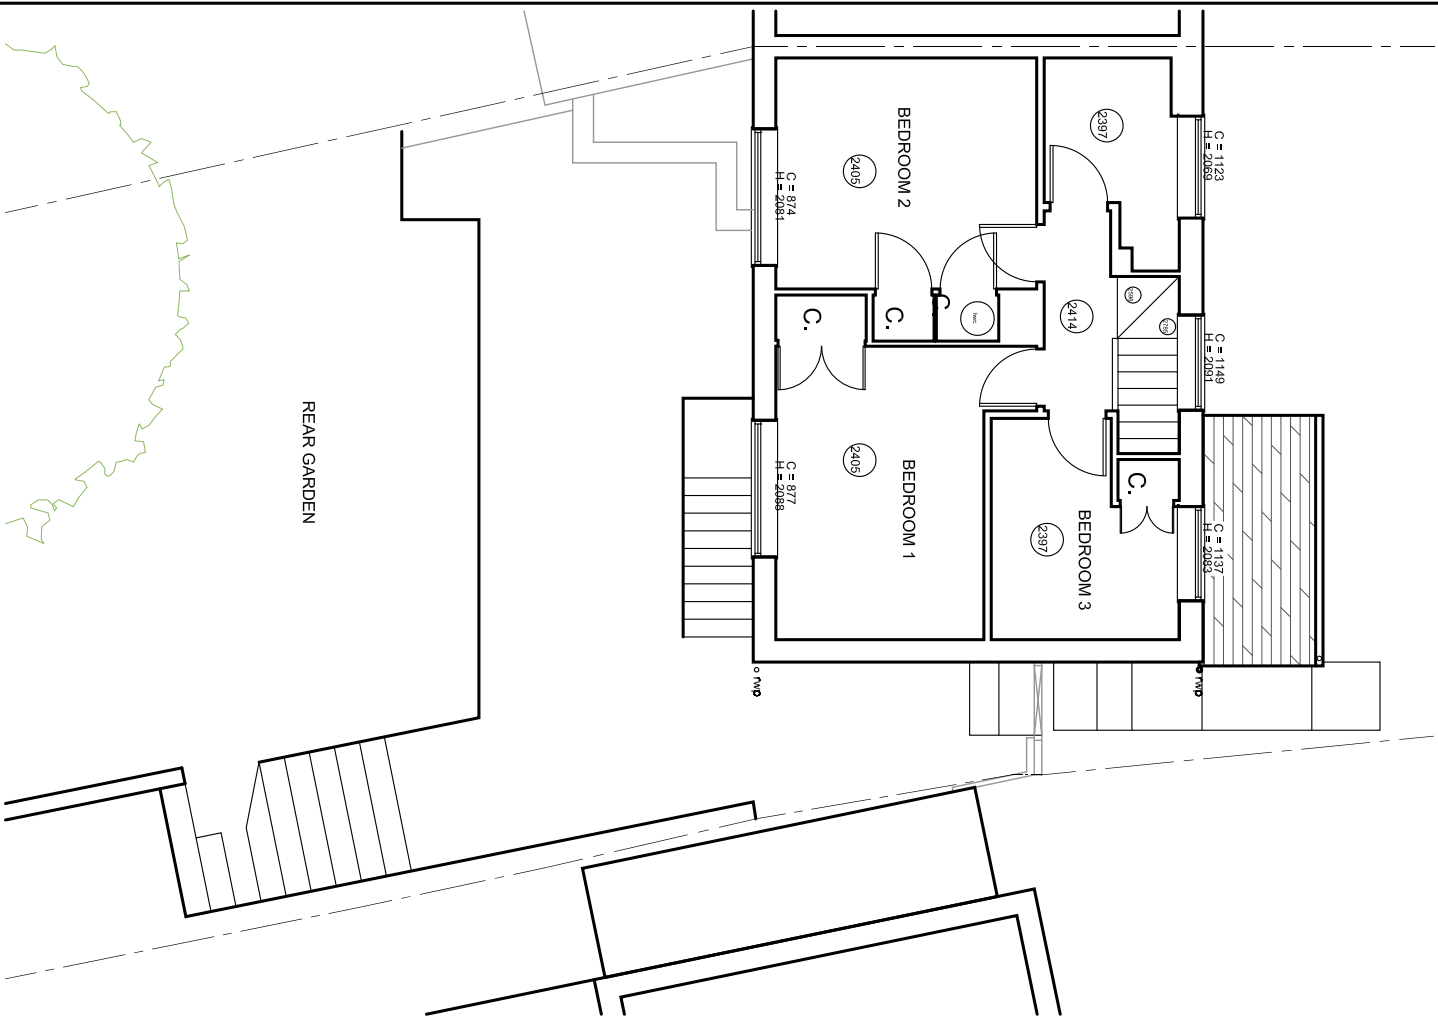 BEDROOM 2
2405
C = 874
H = 2081
2397
C = 1123
H = 2069
2414
C = 1149
H = 2091
C.
C.
C
hwc
BEDROOM 1
2405
C = 877
H = 2088
BEDROOM 3
2397
C.
C = 1137
H = 2083
REAR GARDEN
rwp
rwp